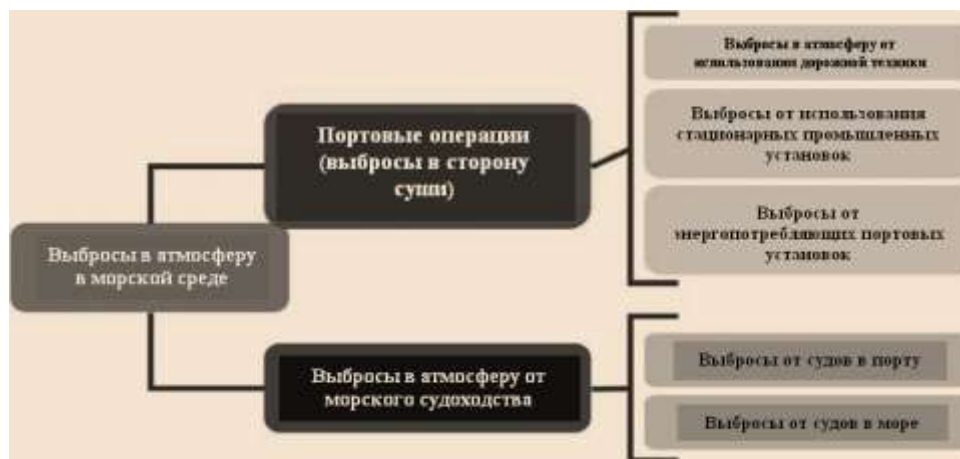 Выбросы в атмосферу от
использования дорожной техники
Портовые операции
(выбросы в сторону
суши)
Выбросы от использования
стационарных промышленных
установок
Выбросы от
энергопотребляющих портовых
установок
Выбросы в атмосферу
в морской среде
Выбросы в атмосферу от
морского судоходства
Выбросы от судов в порту
Выбросы от судов в море